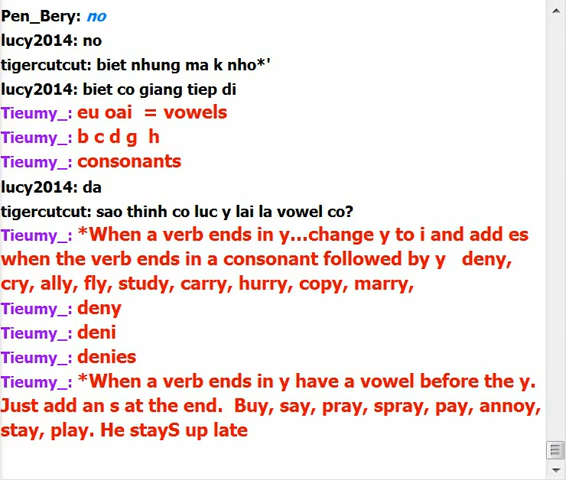 Pen_Bery: no
lucy2014: no
tigercutcut: biet nhung ma k nho*'
lucy2014: biet co giang tiep di
Tieumy_: eu oai  = vowels
Tieumy_: b c d g  h
Tieumy_: consonants
lucy2014: da
tigercutcut: sao thinh co luc y lai la vowel co?
Tieumy_: *When a verb ends in y...change y to i and add es
when the verb ends in a consonant followed by y   deny,
cry, ally, fly, study, carry, hurry, copy, marry,
Tieumy_: deny
Tieumy_: deni
Tieumy_: denies
Tieumy_: *When a verb ends in y have a vowel before the y.
Just add an s at the end.  Buy, say, pray, spray, pay, annoy,
stay, play. He stayS up late